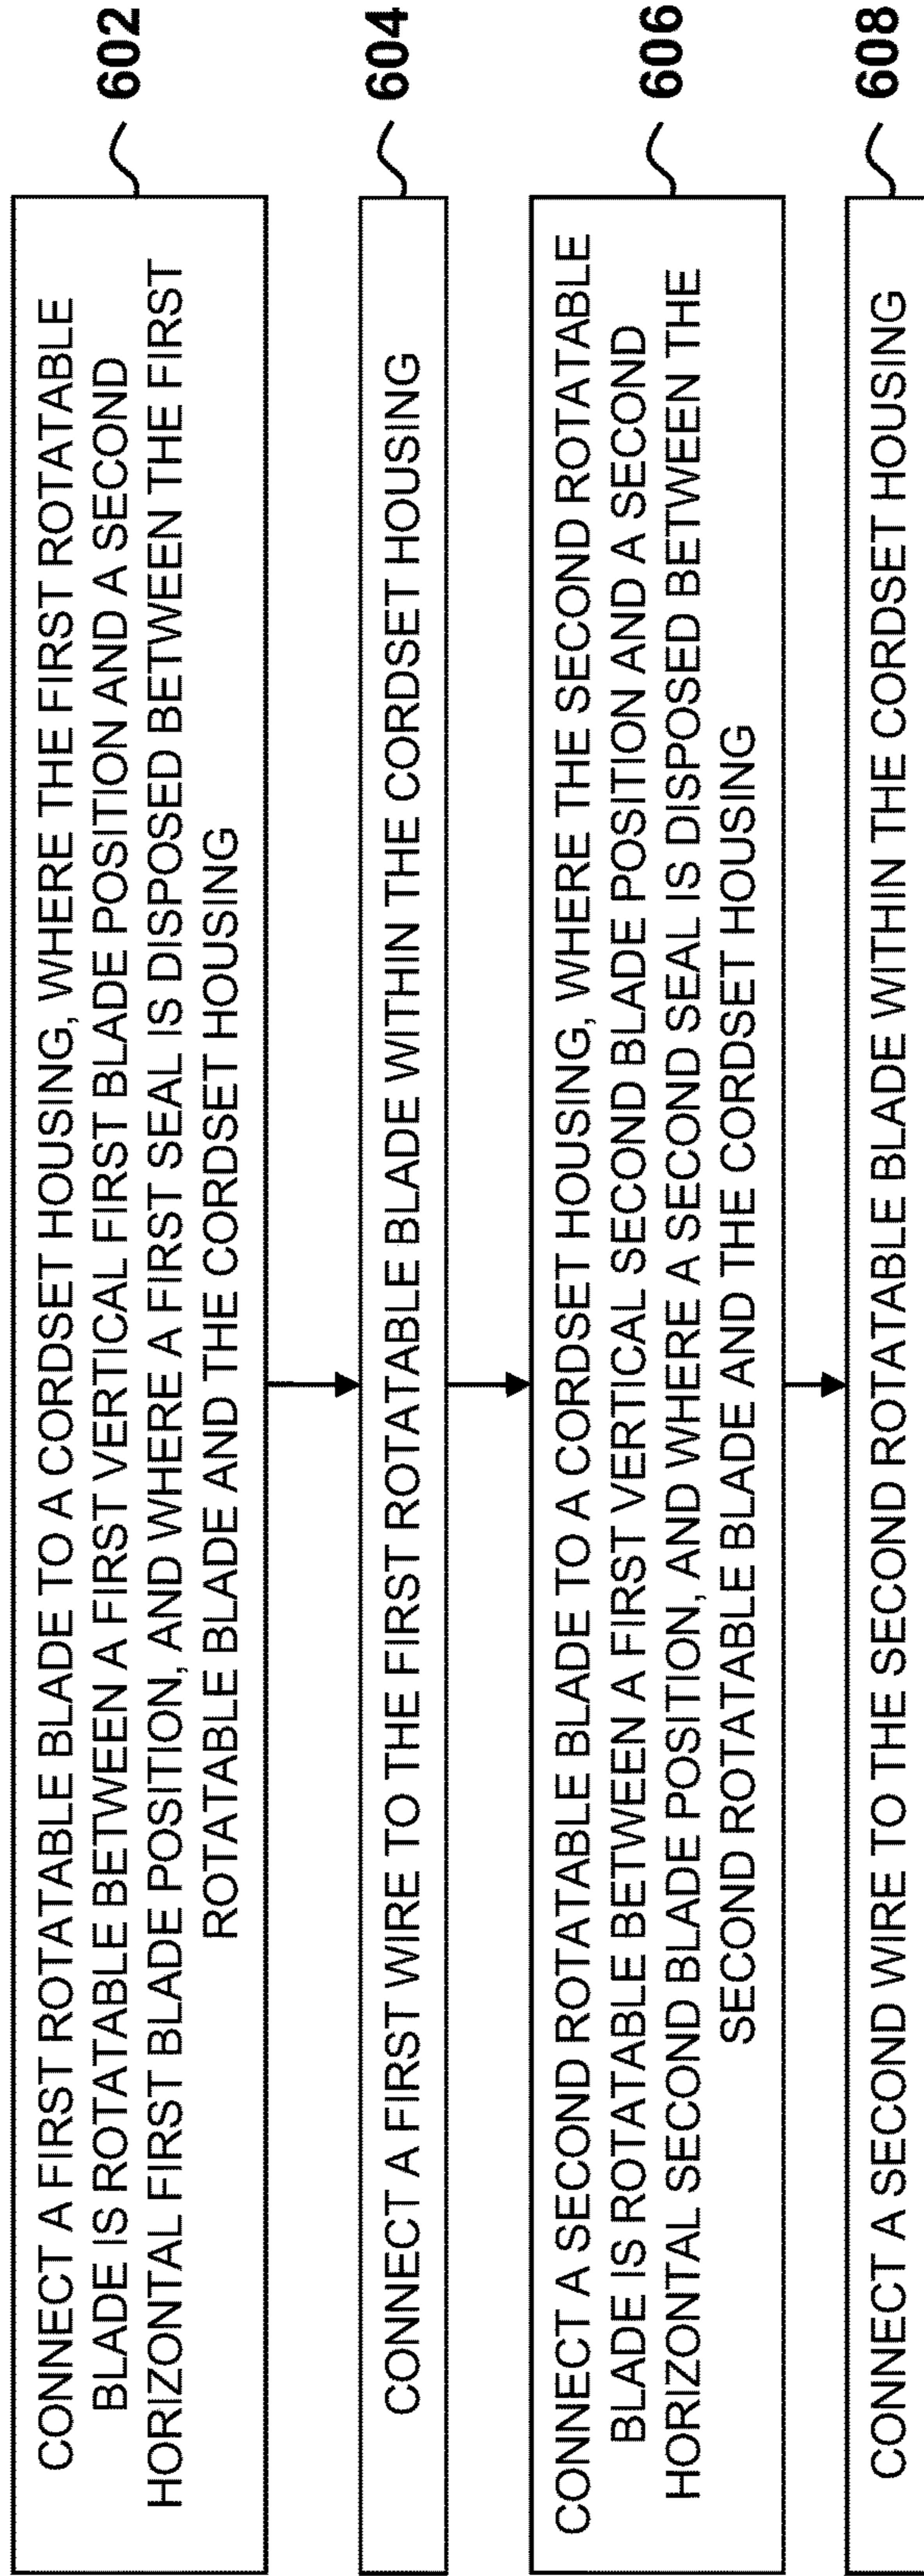 CONNECT A FIRST ROTATABLE BLADE TO A CORDSET HOUSING, WHERE THE FIRST ROTATABLE
BLADE IS ROTATABLE BETWEEN A FIRST VERTICAL FIRST BLADE POSITION AND A SECOND
HORIZONTAL FIRST BLADE POSITION, AND WHERE A FIRST SEAL IS DISPOSED BETWEEN THE FIRST
ROTATABLE BLADE AND THE CORDSET HOUSING
602
CONNECT A FIRST WIRE TO THE FIRST ROTATABLE BLADE WITHIN THE CORDSET HOUSING
604
CONNECT A SECOND ROTATABLE BLADE TO A CORDSET HOUSING, WHERE THE SECOND ROTATABLE
BLADE IS ROTATABLE BETWEEN A FIRST VERTICAL SECOND BLADE POSITION AND A SECOND
HORIZONTAL SECOND BLADE POSITION, AND WHERE A SECOND SEAL IS DISPOSED BETWEEN THE
SECOND ROTATABLE BLADE AND THE CORDSET HOUSING
606
CONNECT A SECOND WIRE TO THE SECOND ROTATABLE BLADE WITHIN THE CORDSET HOUSING
608